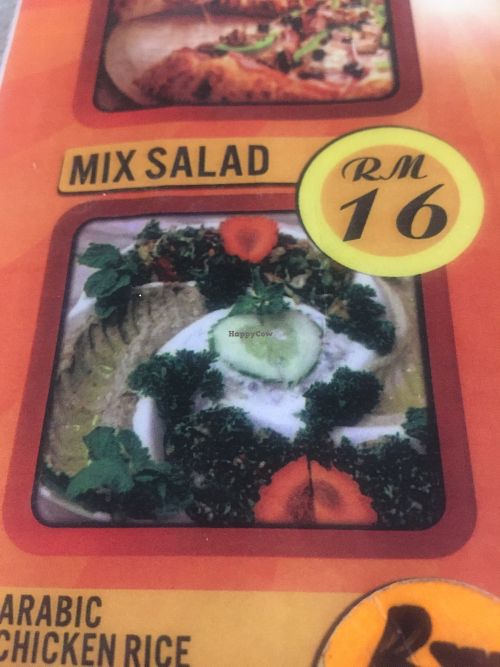 MIX SALAD
RM
16
HappyCow
ARABIC
CHICKEN RICE